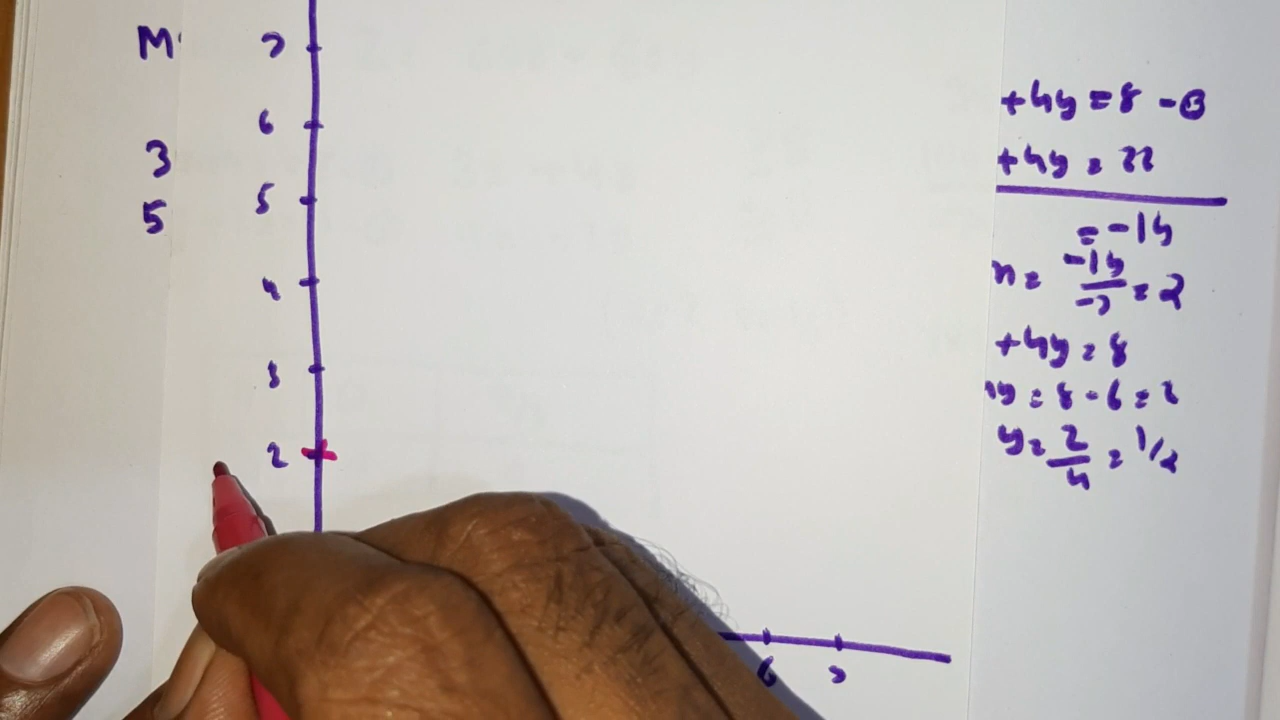 M
3
5
7
6
5
4
3
2
6 7
+4y = 8 - ③
+4y = 22
= -14
x = -14/-7 = 2
+4y = 8
4y = 8 - 6 = 2
y = 2/4 = 1/2